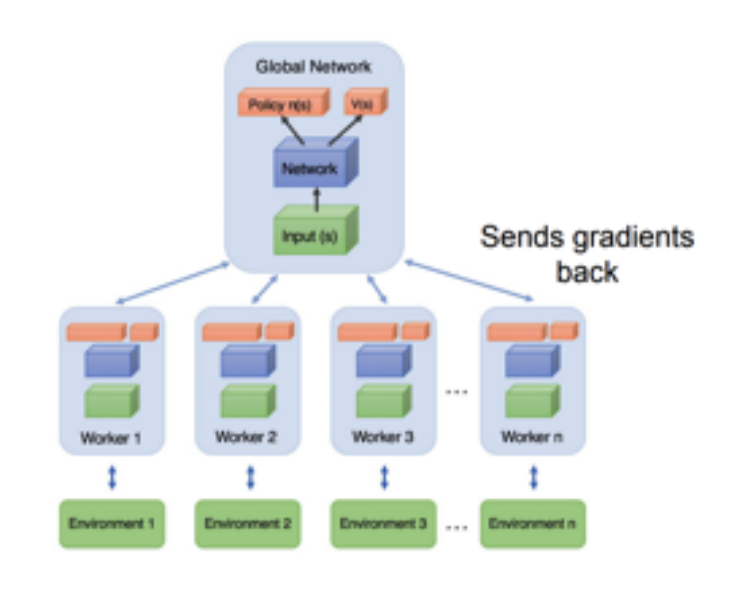 Global Network
Policy π(s)
V(s)
Network
Input (s)
Sends gradients
back
Worker 1
Worker 2
Worker 3
...
Worker n
Environment 1
Environment 2
Environment 3
...
Environment n